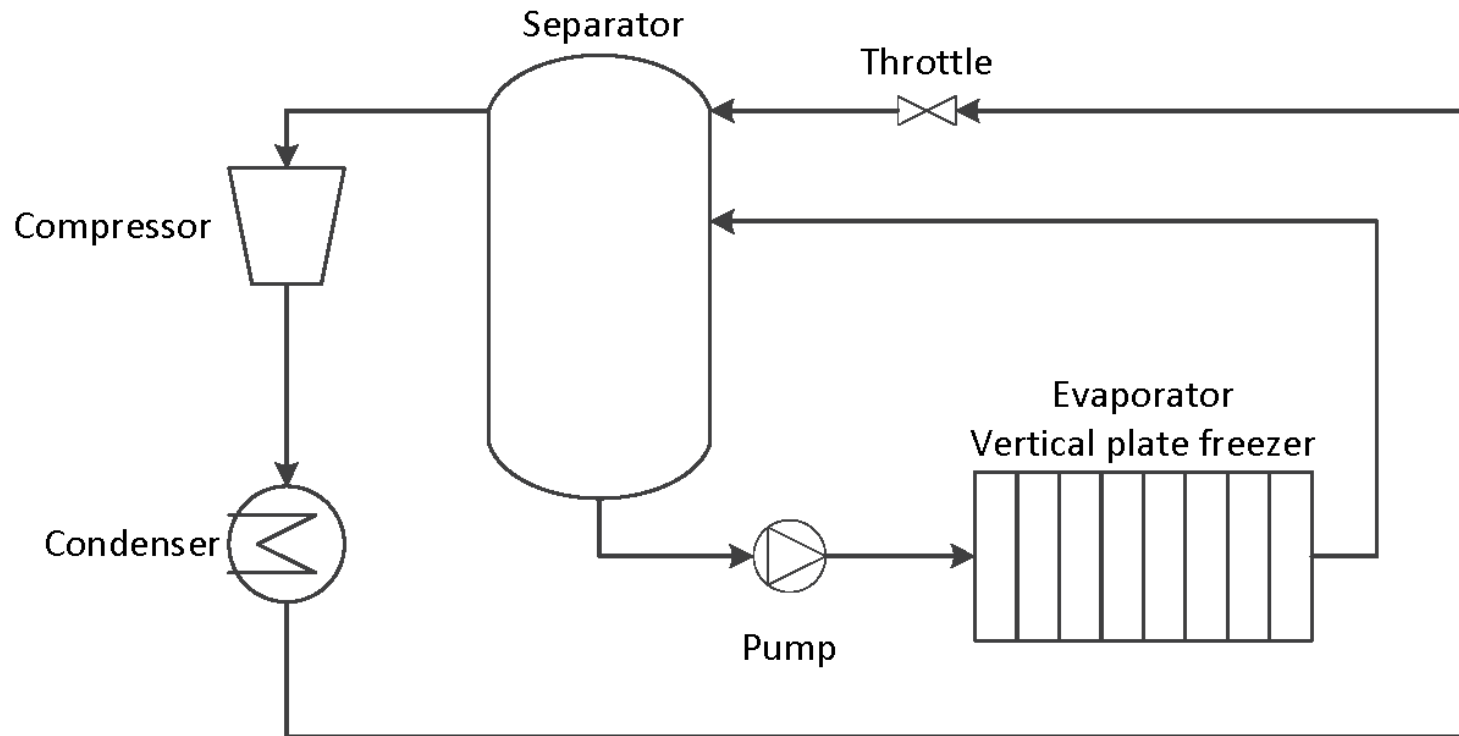 Separator
Throttle
Compressor
Evaporator
Vertical plate freezer
Condenser
Pump